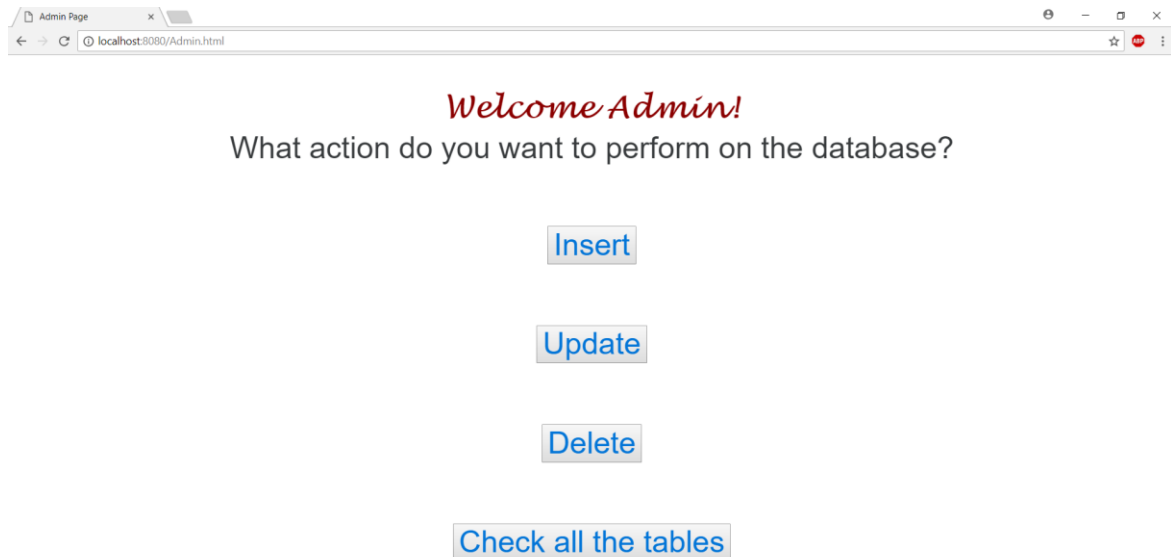 Admin Page
localhost:8080/Admin.html
ABP
Welcome Admin!
What action do you want to perform on the database?
Insert
Update
Delete
Check all the tables